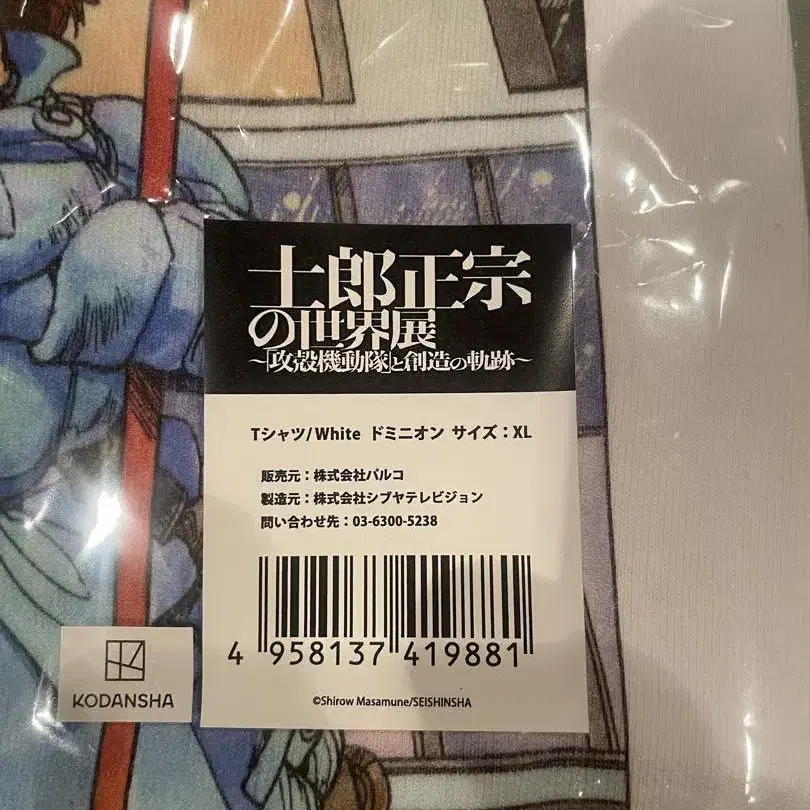 士郎正宗
の世界展
～「攻殻機動隊」と創造の軌跡～
Tシャツ/White ドミニオン サイズ：XL
販売元：株式会社パルコ
製造元：株式会社シブヤテレビジョン
問い合わせ先：03-6300-5238
4 958137 419881
KODANSHA
©Shirow Masamune/SEISHINSHA